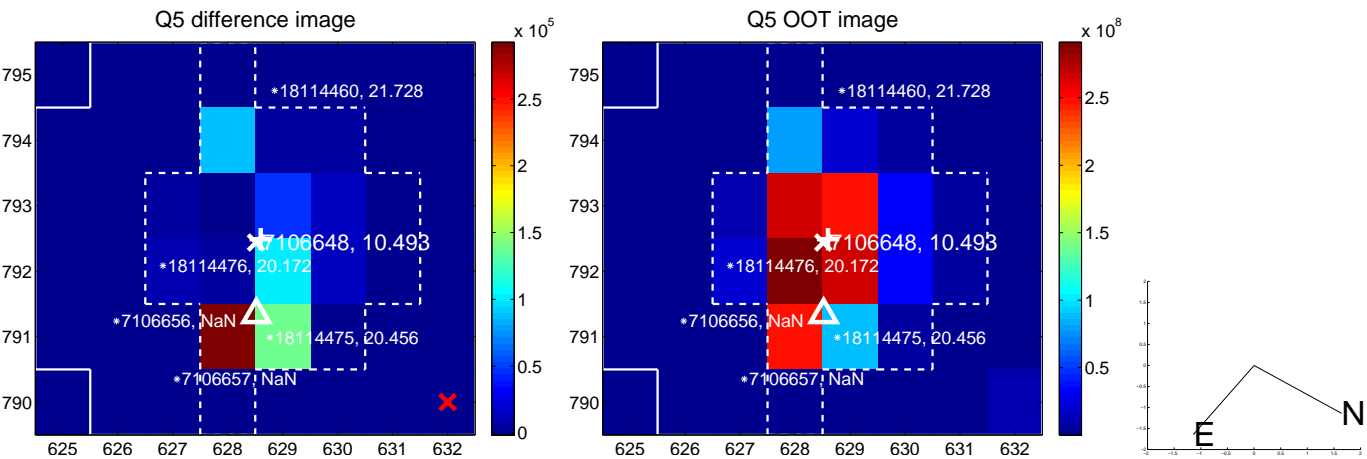 Q5 difference image
x 10^5
795
794
793
792
791
790
625 626 627 628 629 630 631 632
2.5
2
1.5
1
0.5
0
*18114460, 21.728
7106648, 10.493
*18114476, 20.172
*7106656, NaN
*18114475, 20.456
*7106657, NaN
Q5 OOT image
x 10^8
795
794
793
792
791
790
625 626 627 628 629 630 631 632
2.5
2
1.5
1
0.5
*18114460, 21.728
7106648, 10.493
*18114476, 20.172
*7106656, NaN
*18114475, 20.456
*7106657, NaN
N
E